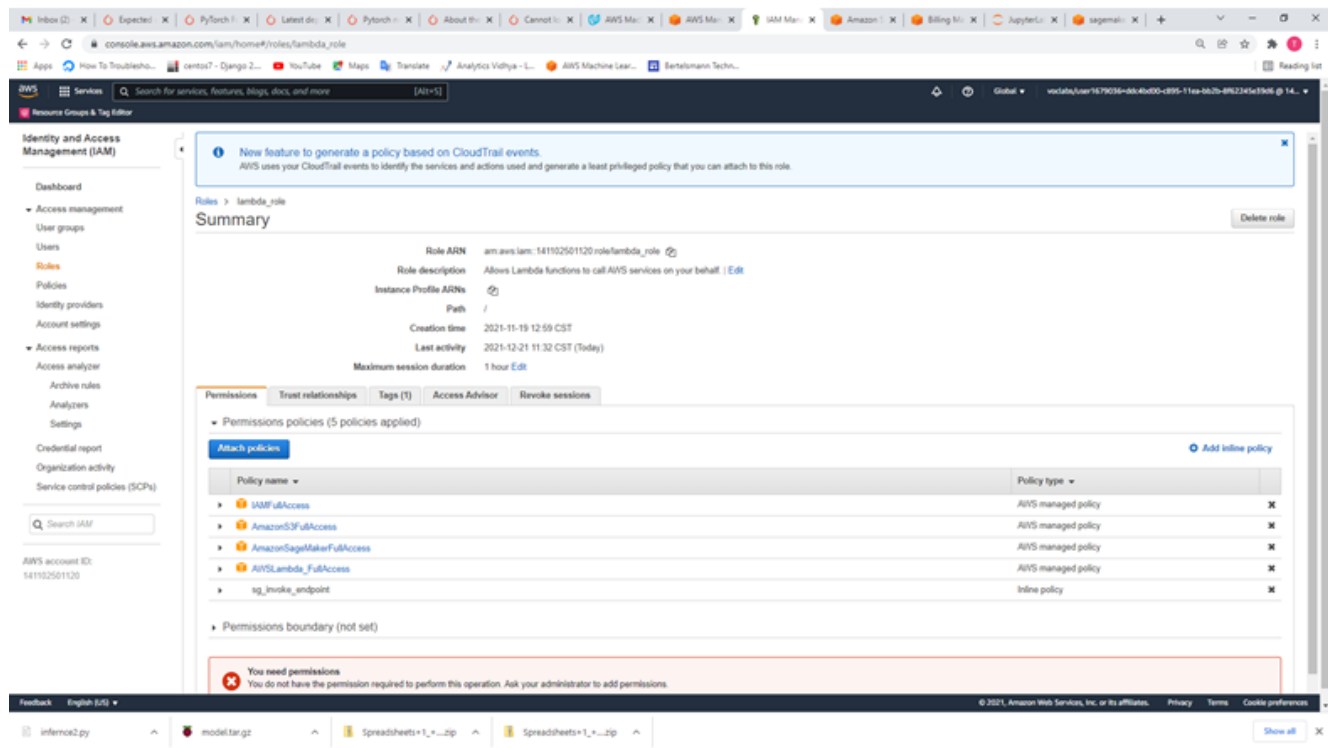 Inbox (2)
Expected
PyTorch
Latest de
Pytorch
About th
Cannot
AWS Mac
AWS Man
IAM Man
Amazon
Billing M
JupyterL
sagemak
console.aws.amazon.com/iam/home#/roles/lambda_role
Apps
How To Troublesho...
centos7 - Django 2....
YouTube
Maps
Translate
Analytics Vidhya - L...
AWS Machine Lear...
Bertelsmann Techn...
Reading list
aws
Services
Search for services, features, blogs, docs, and more
[Alt+S]
Global
Resource Groups & Tag Editor
Identity and Access
Management (IAM)
Dashboard
Access management
User groups
Users
Roles
Policies
Identity providers
Account settings
Access reports
Access analyzer
Archive rules
Analyzers
Settings
Credential report
Organization activity
Service control policies (SCPs)
Search IAM
AWS account ID:
141102501120
New feature to generate a policy based on CloudTrail events.
AWS uses your CloudTrail events to identify the services and actions used and generate a least privileged policy that you can attach to this role.
Roles > lambda_role
Summary
Delete role
Role ARN arn:aws:iam::141102501120:role/lambda_role
Role description Allows Lambda functions to call AWS services on your behalf. | Edit
Instance Profile ARNs
Path /
Creation time 2021-11-19 12:59 CST
Last activity 2021-12-21 11:32 CST (Today)
Maximum session duration 1 hour Edit
Permissions
Trust relationships
Tags (1)
Access Advisor
Revoke sessions
Permissions policies (5 policies applied)
Attach policies
Add inline policy
Policy name
Policy type
IAMFullAccess AWS managed policy
AmazonS3FullAccess AWS managed policy
AmazonSageMakerFullAccess AWS managed policy
AWSLambda_FullAccess AWS managed policy
sg_invoke_endpoint Inline policy
Permissions boundary (not set)
You need permissions
You do not have the permission required to perform this operation. Ask your administrator to add permissions.
Feedback
English (US)
© 2021, Amazon Web Services, Inc. or its affiliates.
Privacy
Terms
Cookie preferences
infernce2.py
model.tar.gz
Spreadsheets+1_+....zip
Spreadsheets+1_+....zip
Show all